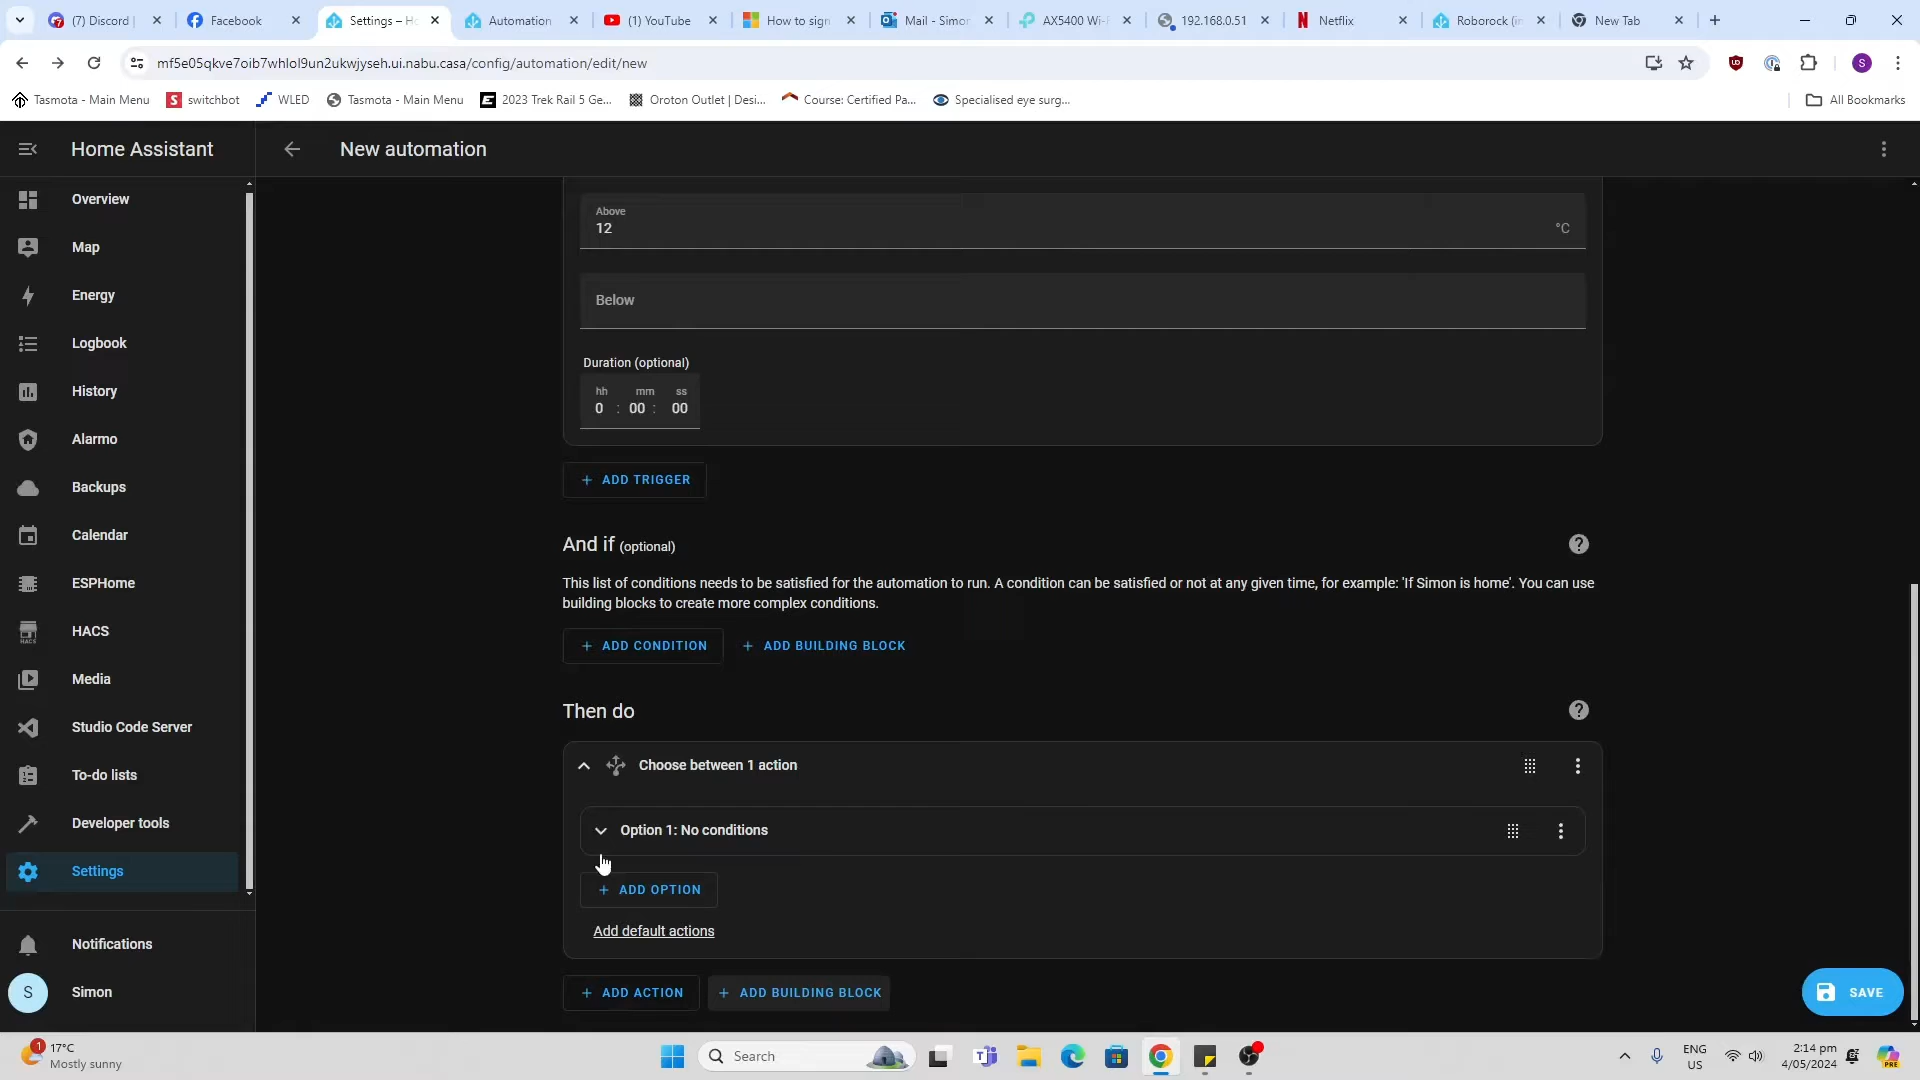 (7) Discord |
Facebook
Settings – Ho
Automation
(1) YouTube
How to sign
Mail - Simon
AX5400 Wi-F
192.168.0.51
Netflix
Roborock (in
New Tab
mf5e05qkve7oib7whlol9un2ukwjyseh.ui.nabu.casa/config/automation/edit/new
Tasmota - Main Menu
switchbot
WLED
Tasmota - Main Menu
2023 Trek Rail 5 Ge...
Oroton Outlet | Desi...
Course: Certified Pa...
Specialised eye surg...
All Bookmarks
Home Assistant
New automation
Overview
Map
Energy
Logbook
History
Alarmo
Backups
Calendar
ESPHome
HACS
Media
Studio Code Server
To-do lists
Developer tools
Settings
Notifications
S
Simon
Above
12
°C
Below
Duration (optional)
hh mm ss
0 : 00 : 00
ADD TRIGGER
And if (optional)
This list of conditions needs to be satisfied for the automation to run. A condition can be satisfied or not at any given time, for example: 'If Simon is home'. You can use
building blocks to create more complex conditions.
ADD CONDITION
ADD BUILDING BLOCK
Then do
Choose between 1 action
Option 1: No conditions
ADD OPTION
Add default actions
ADD ACTION
ADD BUILDING BLOCK
SAVE
1
17°C
Mostly sunny
Search
ENG
US
2:14 pm
4/05/2024
PRE